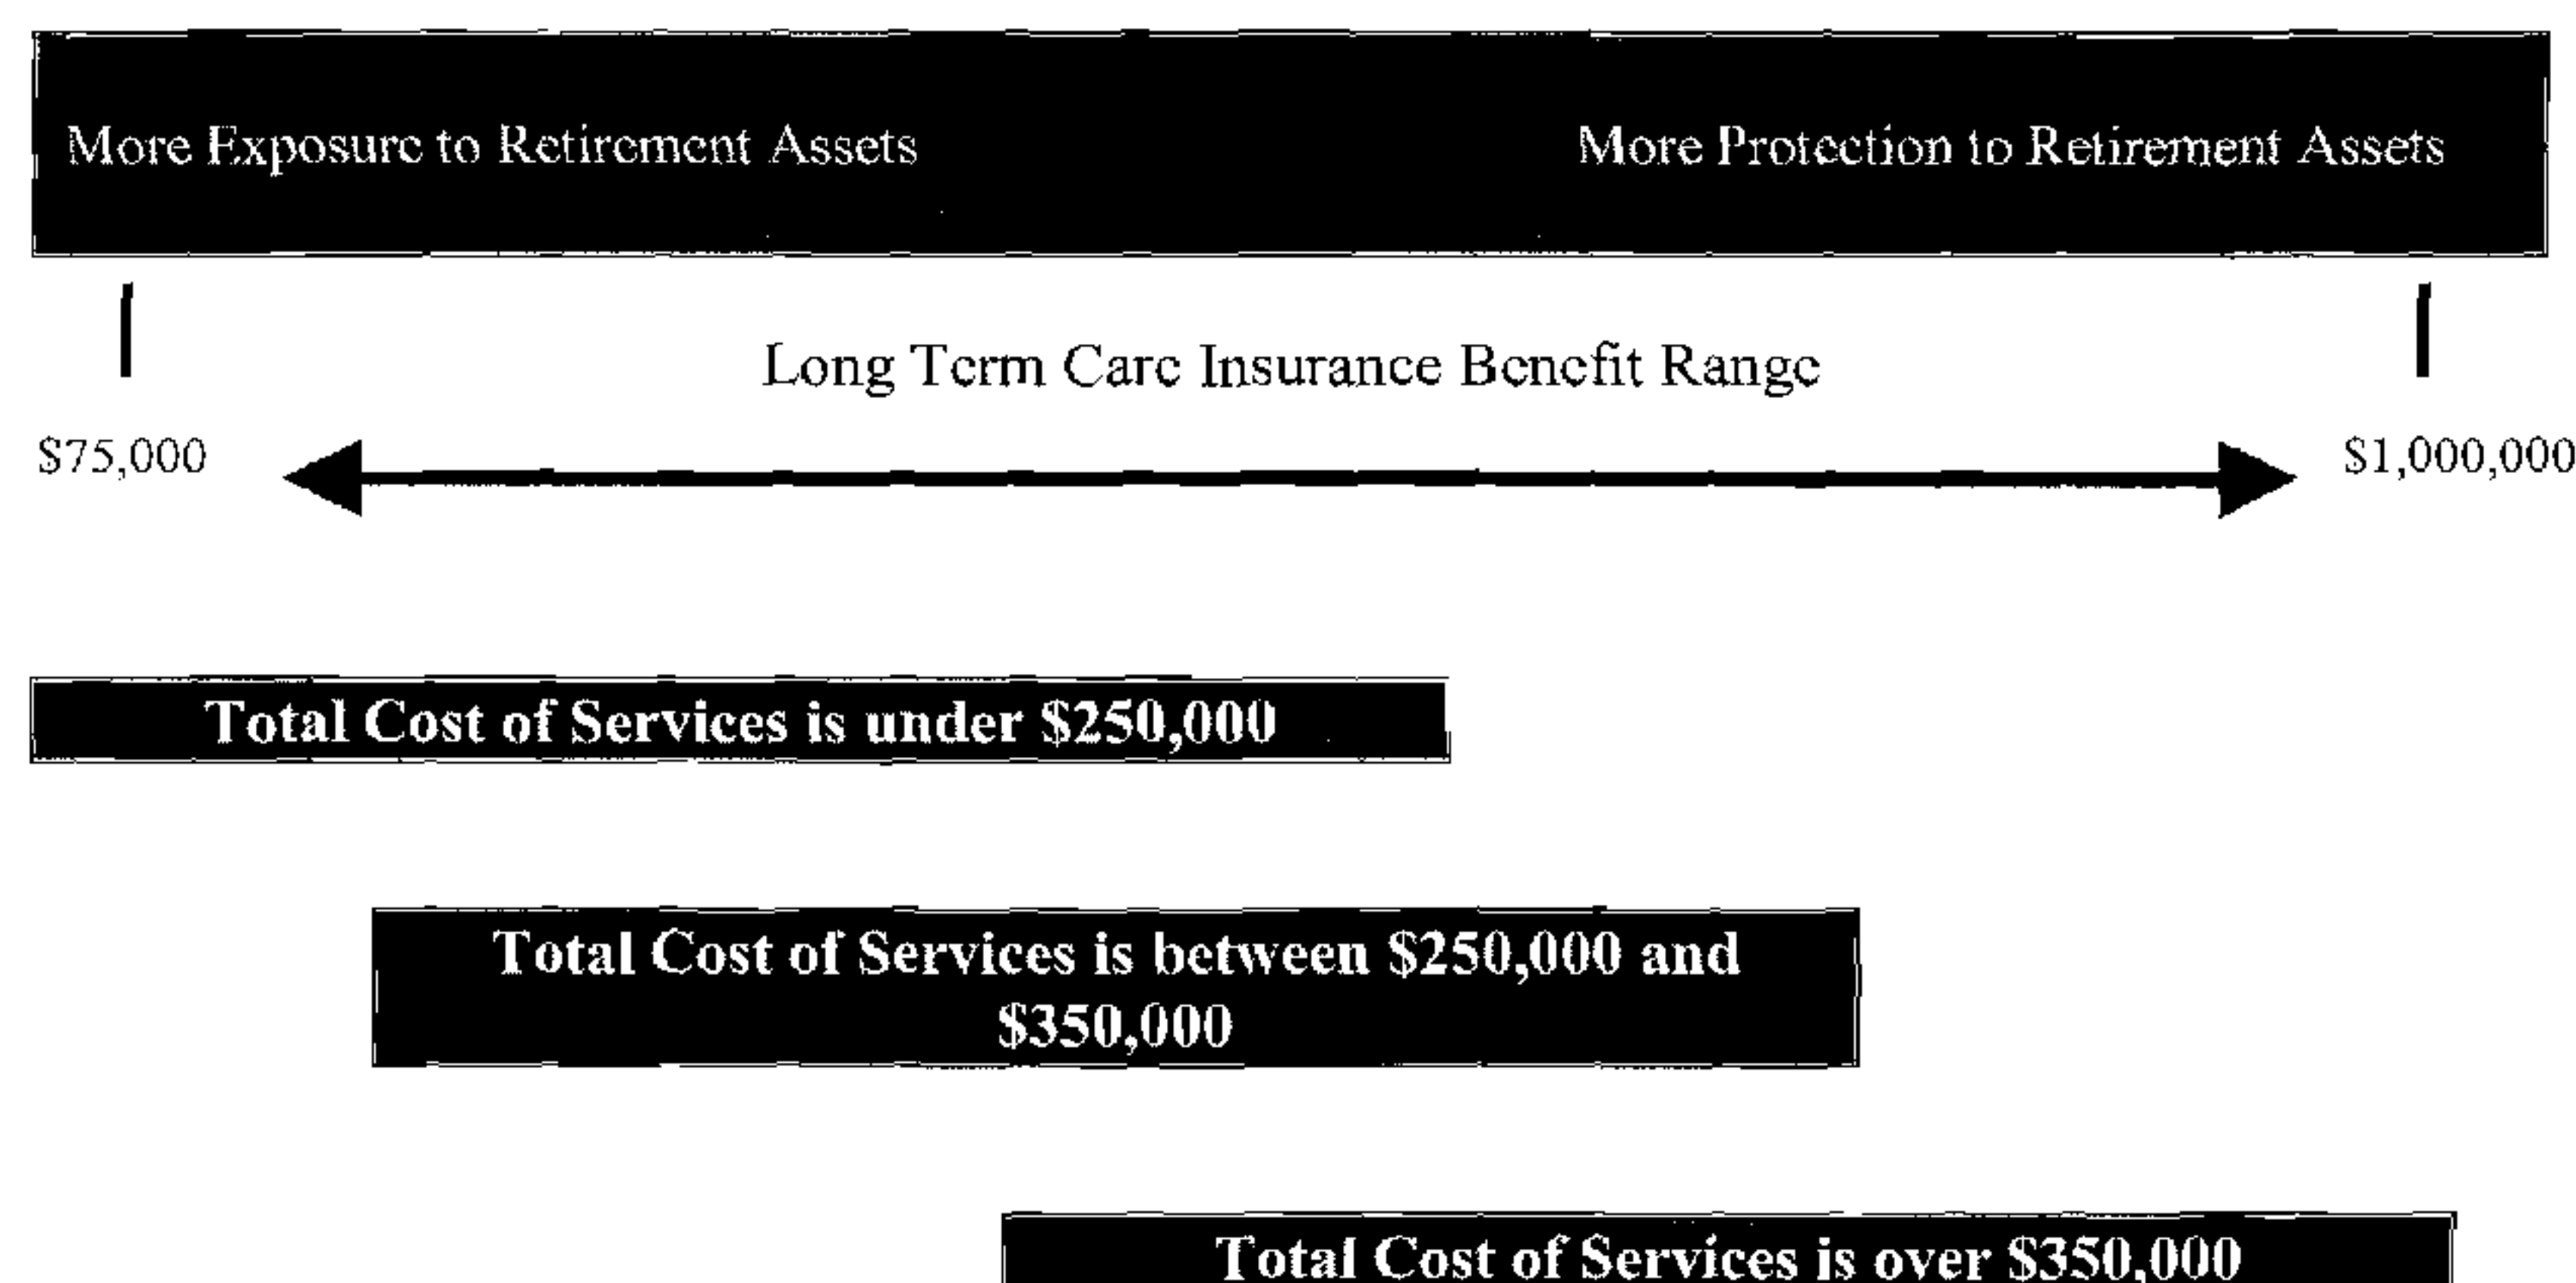 More Exposure to Retirement Assets
More Protection to Retirement Assets
Long Term Care Insurance Benefit Range
$75,000
$1,000,000
Total Cost of Services is under $250,000
Total Cost of Services is between $250,000 and
$350,000
Total Cost of Services is over $350,000